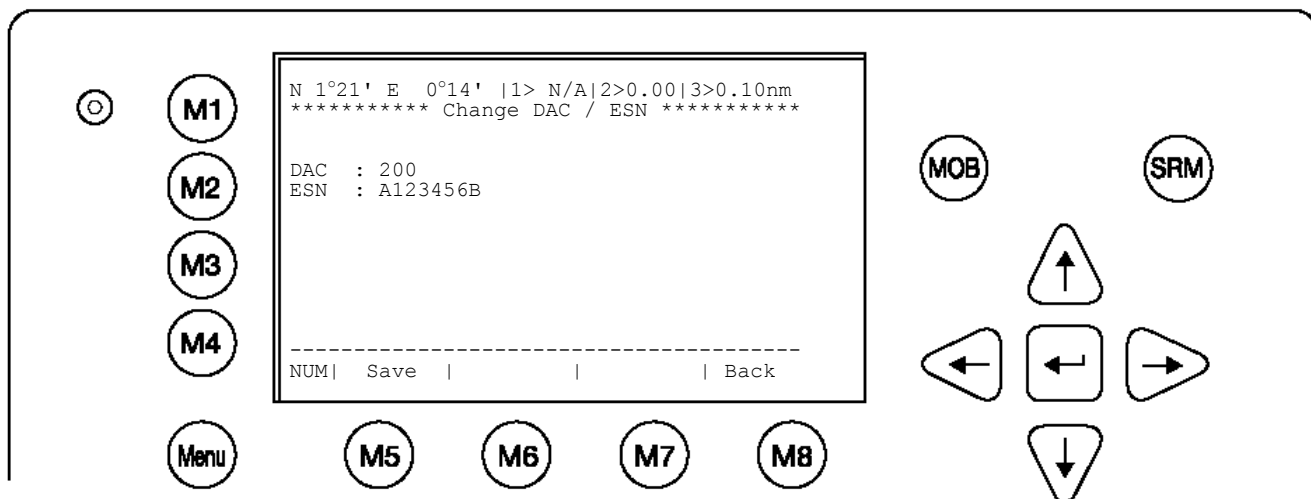 N 1°21' E 0°14' |1> N/A|2>0.00|3>0.10nm
*********** Change DAC / ESN ***********
M1
DAC : 200
ESN : A123456B
M2
MOB
SRM
M3
M4
----------------------------------------
NUM| Save | | | Back
Menu
M5
M6
M7
M8